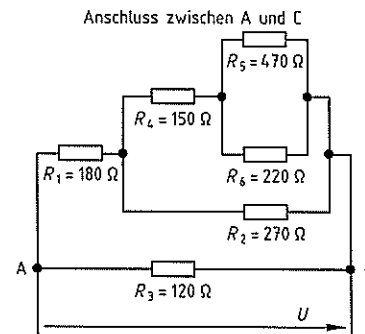 Anschluss zwischen A und C
R5 = 470 Ω
R4 = 150 Ω
R1 = 180 Ω
R6 = 220 Ω
R2 = 270 Ω
A
R3 = 120 Ω
U